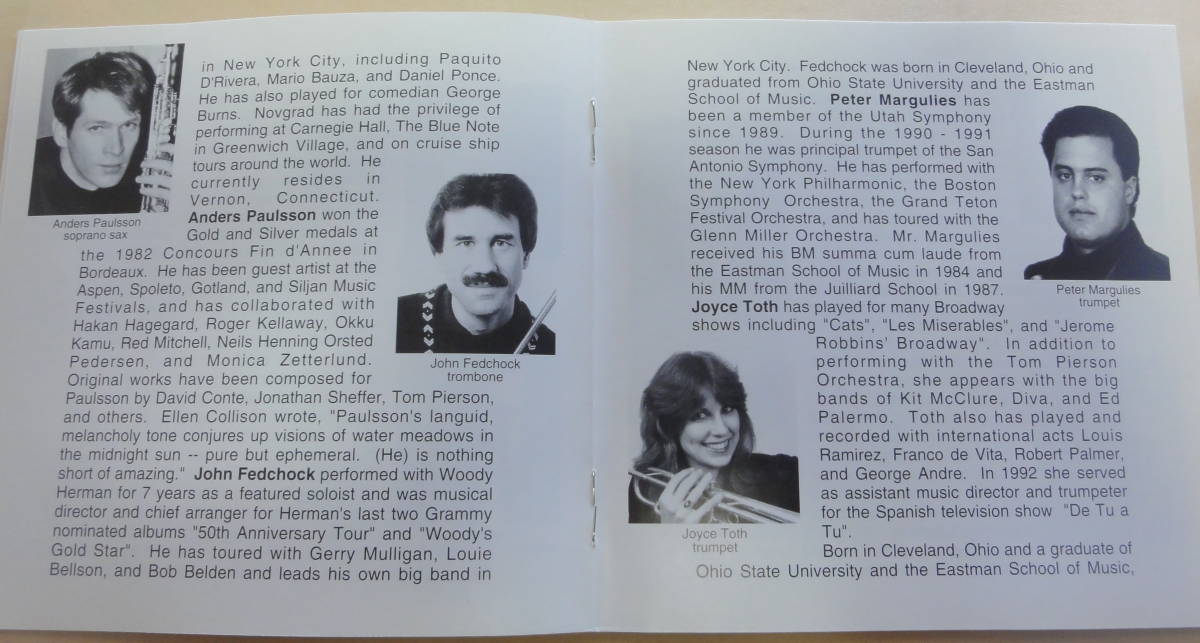 in New York City, including Paquito
D'Rivera, Mario Bauza, and Daniel Ponce.
He has also played for comedian George
Burns. Novgrad has had the privilege of
performing at Carnegie Hall, The Blue Note
in Greenwich Village, and on cruise ship
tours around the world. He
currently resides in
Vernon, Connecticut.
Anders Paulsson won the
Gold and Silver medals at
the 1982 Concours Fin d'Annee in
Bordeaux. He has been guest artist at the
Aspen, Spoleto, Gotland, and Siljan Music
Festivals, and has collaborated with
Hakan Hagegard, Roger Kellaway, Okku
Kamu, Red Mitchell, Neils Henning Orsted
Pedersen, and Monica Zetterlund.
Original works have been composed for
Paulsson by David Conte, Jonathan Sheffer, Tom Pierson,
and others. Ellen Collison wrote, "Paulsson's languid,
melancholy tone conjures up visions of water meadows in
the midnight sun -- pure but ephemeral. (He) is nothing
short of amazing." John Fedchock performed with Woody
Herman for 7 years as a featured soloist and was musical
director and chief arranger for Herman's last two Grammy
nominated albums "50th Anniversary Tour" and "Woody's
Gold Star". He has toured with Gerry Mulligan, Louie
Bellson, and Bob Belden and leads his own big band in
Anders Paulsson
soprano sax
John Fedchock
trombone
New York City. Fedchock was born in Cleveland, Ohio and
graduated from Ohio State University and the Eastman
School of Music. Peter Margulies has
been a member of the Utah Symphony
since 1989. During the 1990 - 1991
season he was principal trumpet of the San
Antonio Symphony. He has performed with
the New York Philharmonic, the Boston
Symphony Orchestra, the Grand Teton
Festival Orchestra, and has toured with the
Glenn Miller Orchestra. Mr. Margulies
received his BM summa cum laude from
the Eastman School of Music in 1984 and
his MM from the Juilliard School in 1987.
Joyce Toth has played for many Broadway
shows including "Cats", "Les Miserables", and "Jerome
Robbins' Broadway". In addition to
performing with the Tom Pierson
Orchestra, she appears with the big
bands of Kit McClure, Diva, and Ed
Palermo. Toth also has played and
recorded with international acts Louis
Ramirez, Franco de Vita, Robert Palmer,
and George Andre. In 1992 she served
as assistant music director and trumpeter
for the Spanish television show "De Tu a
Tu".
Born in Cleveland, Ohio and a graduate of
Ohio State University and the Eastman School of Music,
Peter Margulies
trumpet
Joyce Toth
trumpet